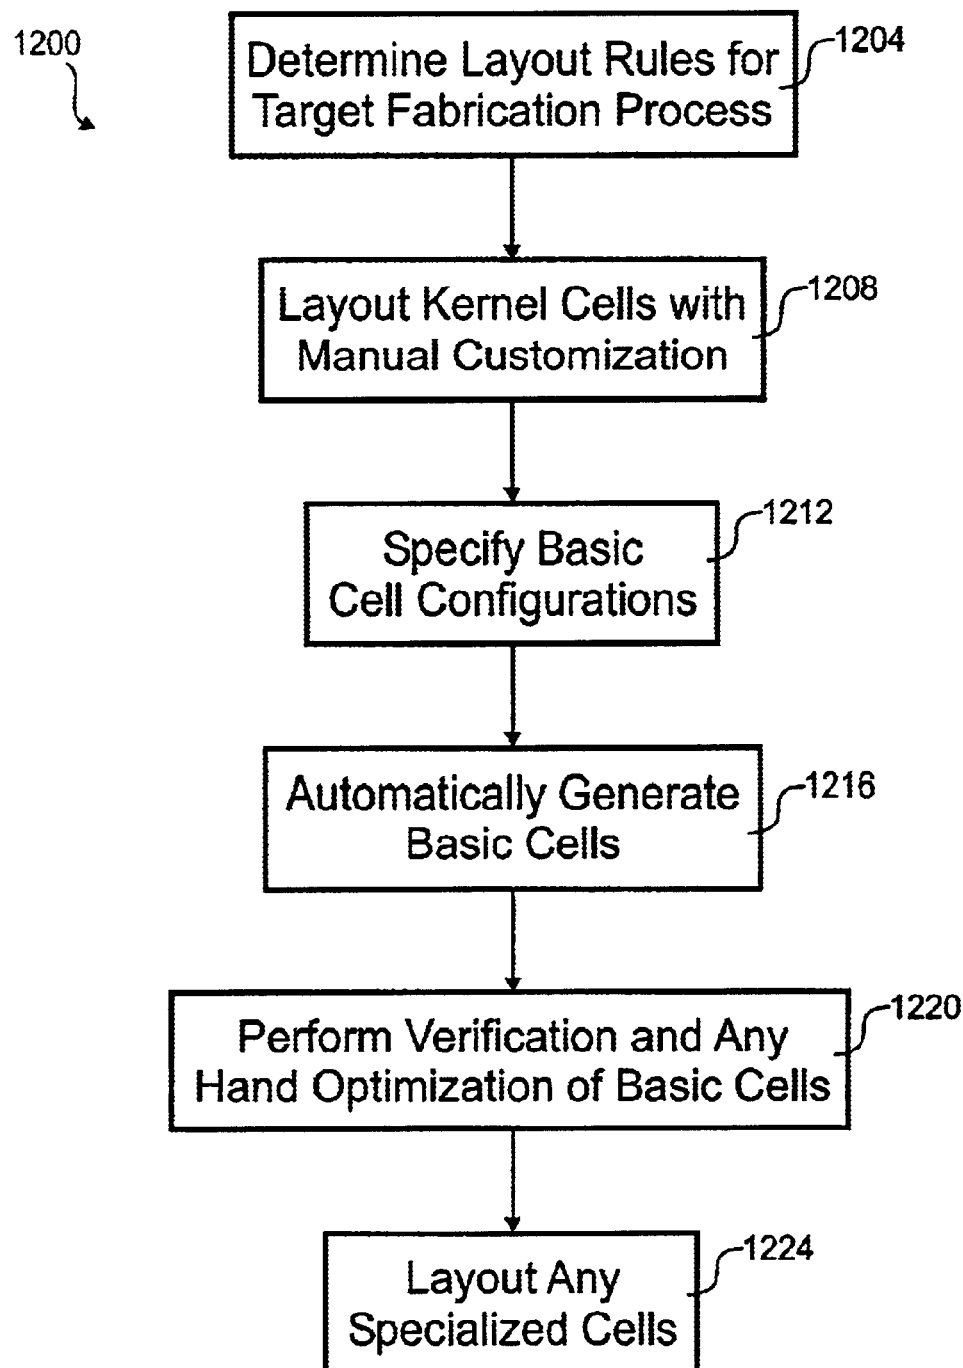 1200
1204
Determine Layout Rules for
Target Fabrication Process
1208
Layout Kernel Cells with
Manual Customization
1212
Specify Basic
Cell Configurations
1216
Automatically Generate
Basic Cells
1220
Perform Verification and Any
Hand Optimization of Basic Cells
1224
Layout Any
Specialized Cells